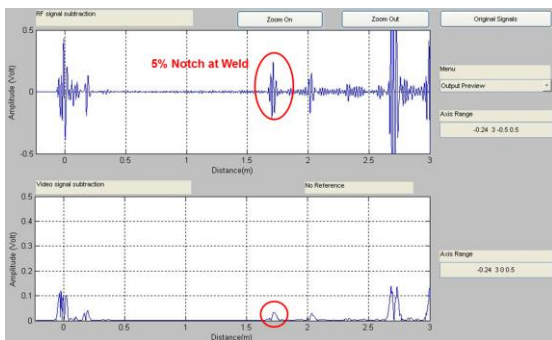 RF signal subtraction
Zoom On
Zoom Out
Original Signals
5% Notch at Weld
Amplitude (Volt)
0.5
0
-0.5
0 0.5 1 1.5 2 2.5 3
Distance(m)
Menu
Output Preview
Axis Range
-0.24 3 -0.5 0.5
Video signal subtraction
No Reference
Amplitude (Volt)
0.5
0.4
0.3
0.2
0.1
0
0 0.5 1 1.5 2 2.5 3
Distance(m)
Axis Range
-0.24 3 0 0.5